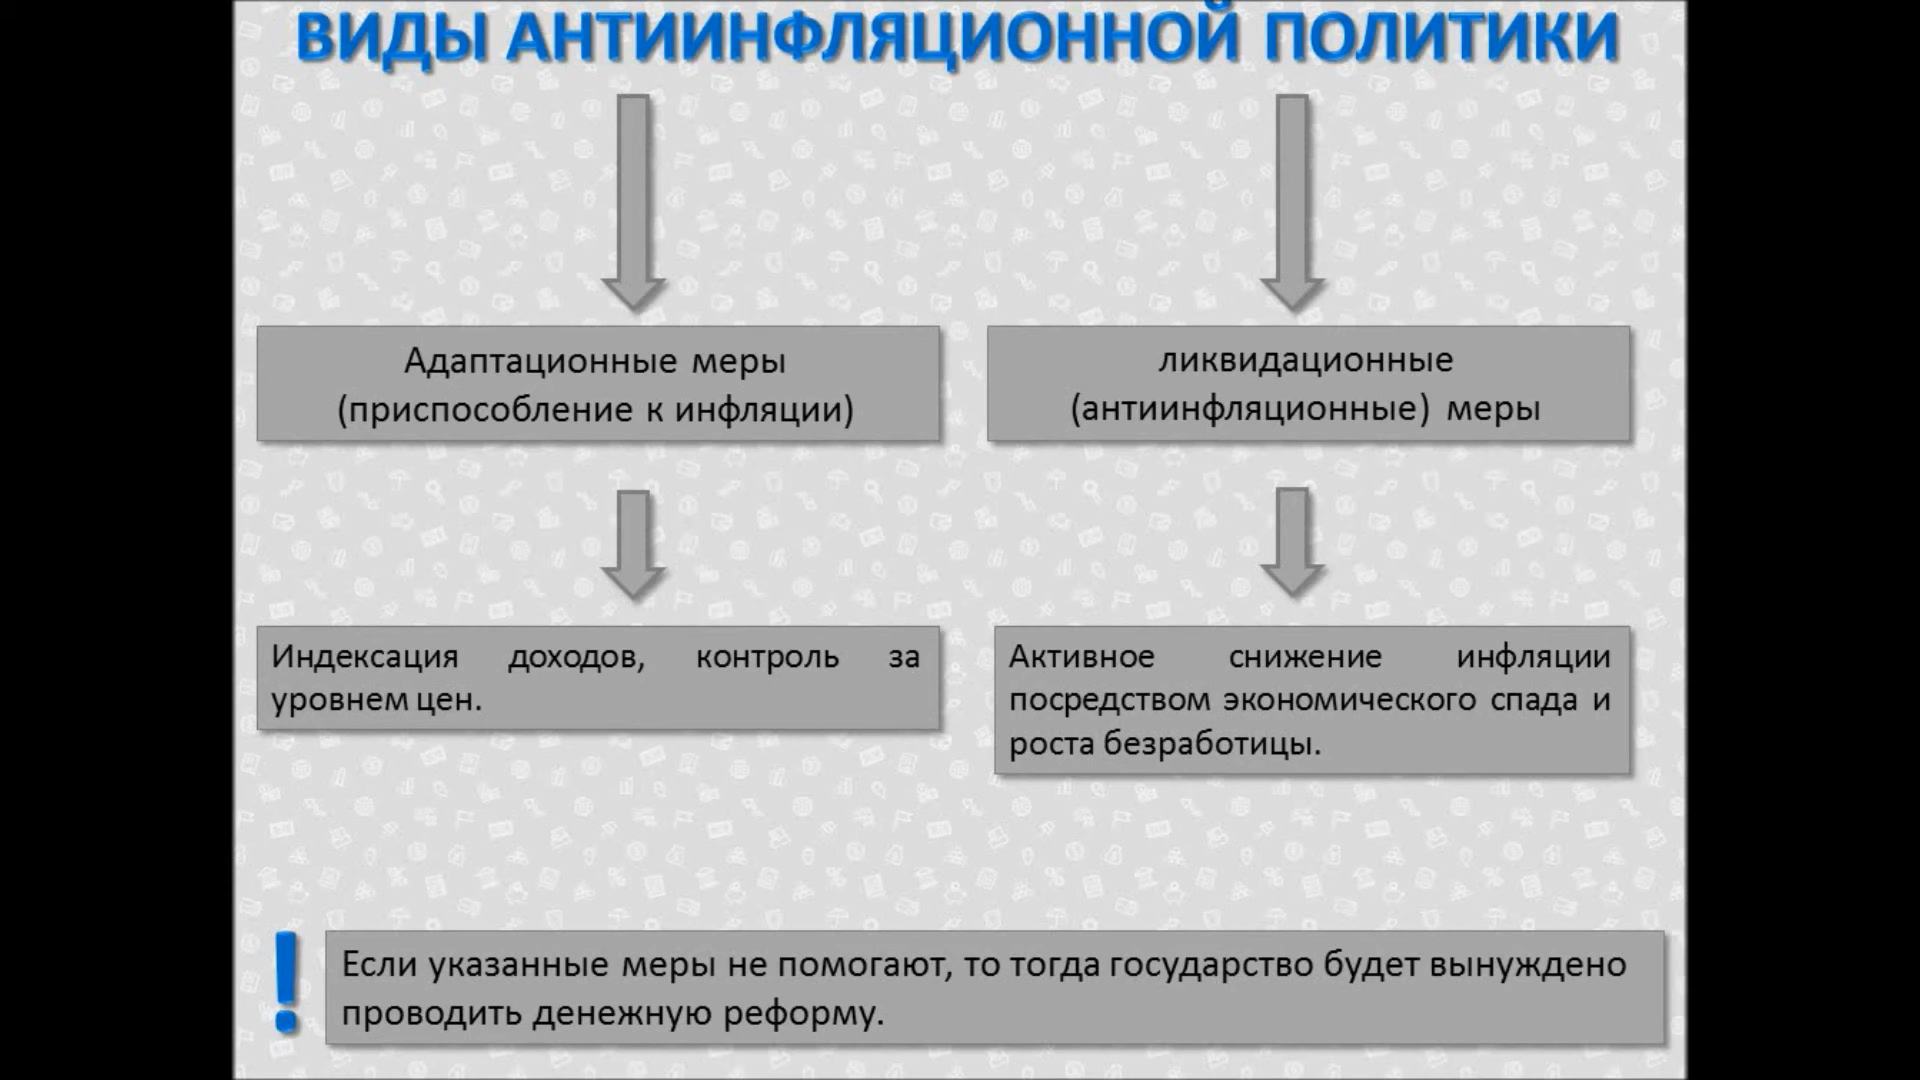 ВИДЫ АНТИИНФЛЯЦИОННОЙ ПОЛИТИКИ
Адаптационные меры
(приспособление к инфляции)
ликвидационные
(антиинфляционные) меры
Индексация доходов, контроль за
уровнем цен.
Активное снижение инфляции
посредством экономического спада и
роста безработицы.
! Если указанные меры не помогают, то тогда государство будет вынуждено
проводить денежную реформу.